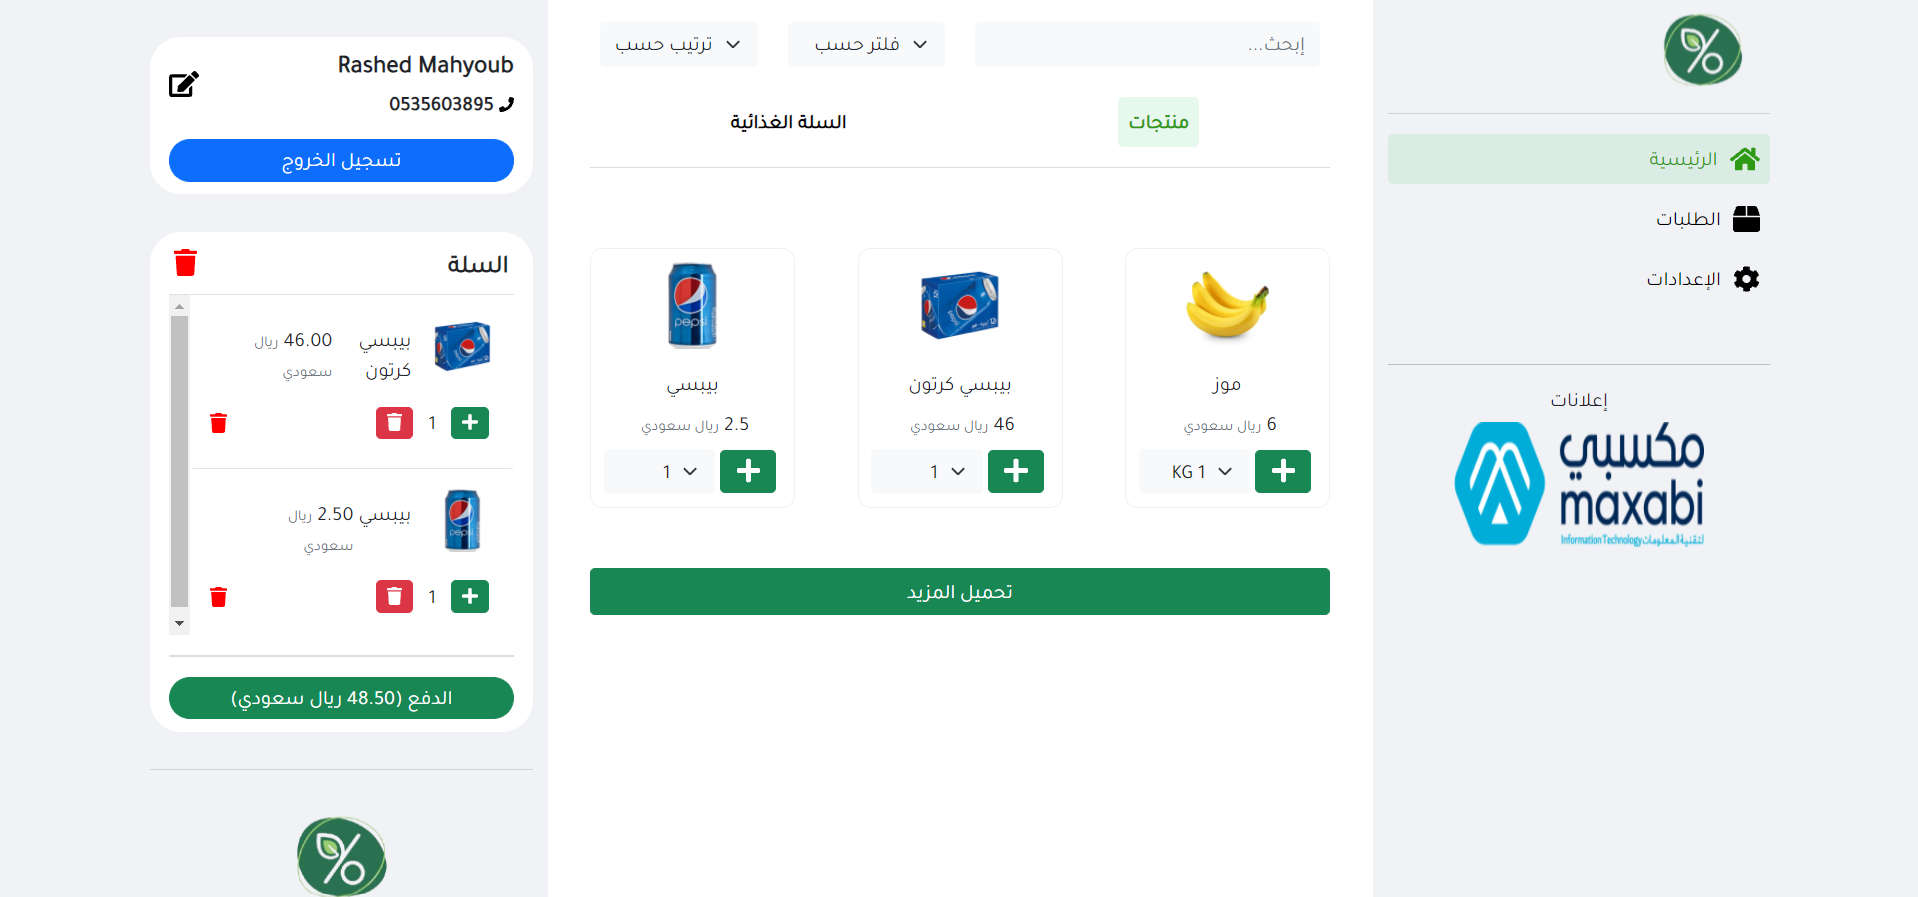 الرئيسية
الطلبات
الإعدادات
إعلانات
مكسبي
maxabi
Information Technology لتقنية المعلومات
إبحث...
فلتر حسب
ترتيب حسب
منتجات
السلة الغذائية
موز
6 ريال سعودي
KG 1
بيبسي كرتون
46 ريال سعودي
1
pepsi
بيبسي
2.5 ريال سعودي
1
تحميل المزيد
Rashed Mahyoub
0535603895
تسجيل الخروج
السلة
بيبسي
كرتون
46.00 ريال
سعودي
1
pepsi
بيبسي 2.50 ريال
سعودي
1
الدفع (48.50 ريال سعودي)